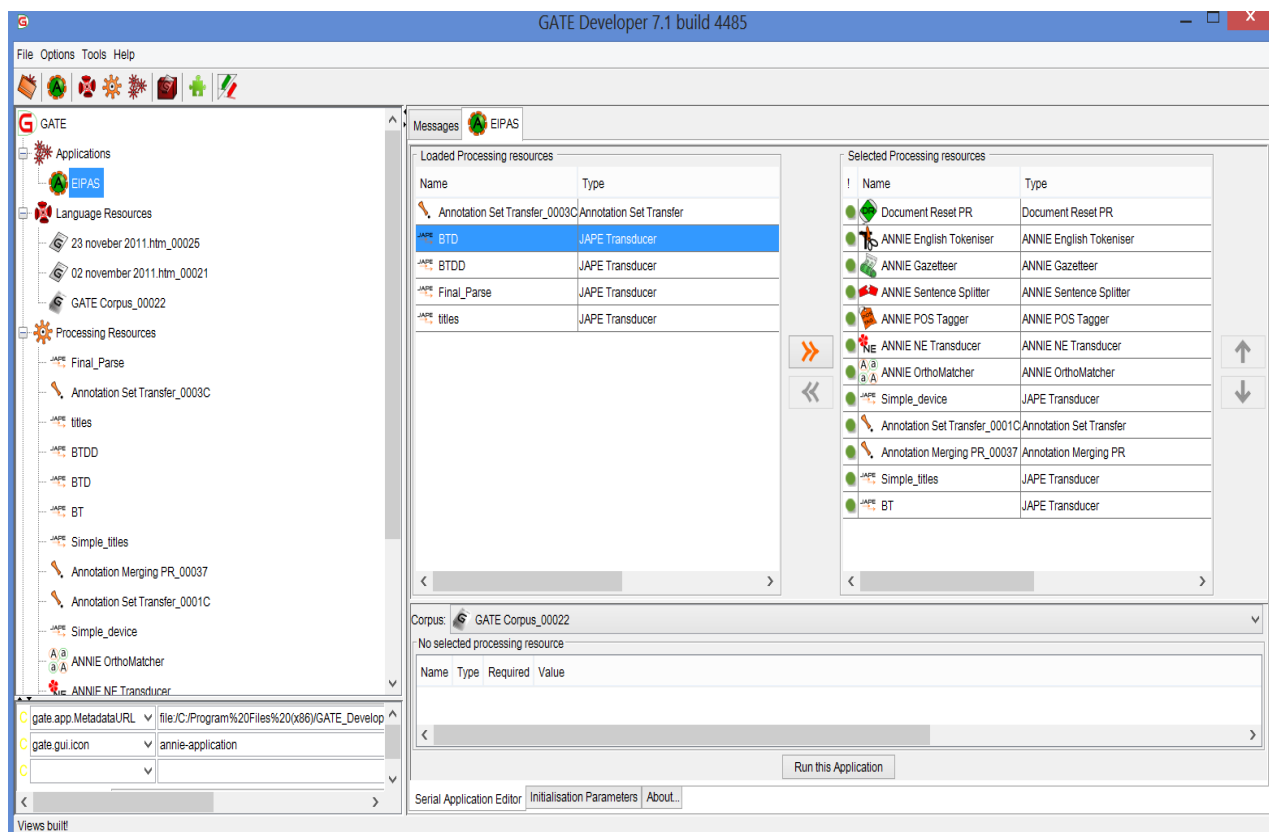 GATE Developer 7.1 build 4485
File Options Tools Help
GATE
Applications
EIPAS
Language Resources
23 noveber 2011.htm_00025
02 november 2011.htm_00021
GATE Corpus_00022
Processing Resources
Final_Parse
Annotation Set Transfer_0003C
titles
BTDD
BTD
BT
Simple_titles
Annotation Merging PR_00037
Annotation Set Transfer_0001C
Simple_device
ANNIE OrthoMatcher
ANNIE NE Transducer
gate.app.MetadataURL file:/C:/Program%20Files%20(x86)/GATE_Develop
gate.gui.icon annie-application
Messages EIPAS
Loaded Processing resources
Name Type
Annotation Set Transfer_0003C Annotation Set Transfer
BTD JAPE Transducer
BTDD JAPE Transducer
Final_Parse JAPE Transducer
titles JAPE Transducer
Selected Processing resources
! Name Type
Document Reset PR Document Reset PR
ANNIE English Tokeniser ANNIE English Tokeniser
ANNIE Gazetteer ANNIE Gazetteer
ANNIE Sentence Splitter ANNIE Sentence Splitter
ANNIE POS Tagger ANNIE POS Tagger
ANNIE NE Transducer ANNIE NE Transducer
ANNIE OrthoMatcher ANNIE OrthoMatcher
Simple_device JAPE Transducer
Annotation Set Transfer_0001C Annotation Set Transfer
Annotation Merging PR_00037 Annotation Merging PR
Simple_titles JAPE Transducer
BT JAPE Transducer
Corpus: GATE Corpus_00022
No selected processing resource
Name Type Required Value
Run this Application
Serial Application Editor Initialisation Parameters About...
Views built!